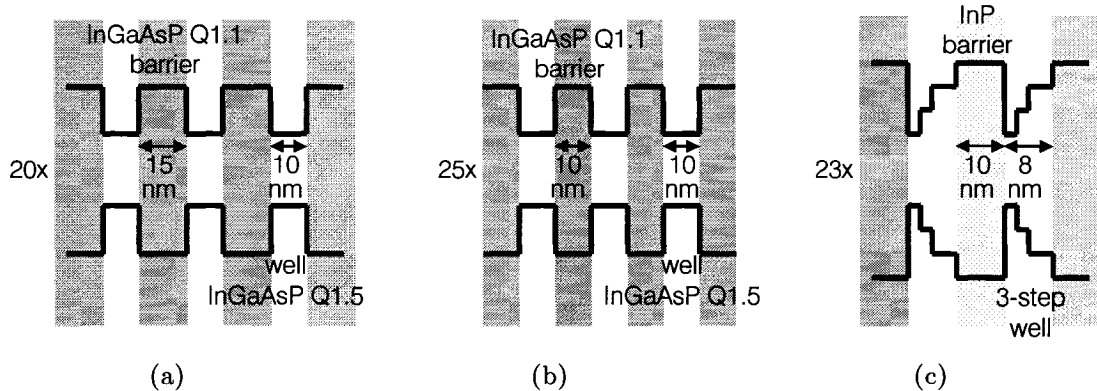 InGaAsP Q1.1
barrier
20x
15
nm
10
nm
well
InGaAsP Q1.5
(a)
InGaAsP Q1.1
barrier
25x
10
nm
10
nm
well
InGaAsP Q1.5
(b)
InP
barrier
23x
10
nm
8
nm
3-step
well
(c)